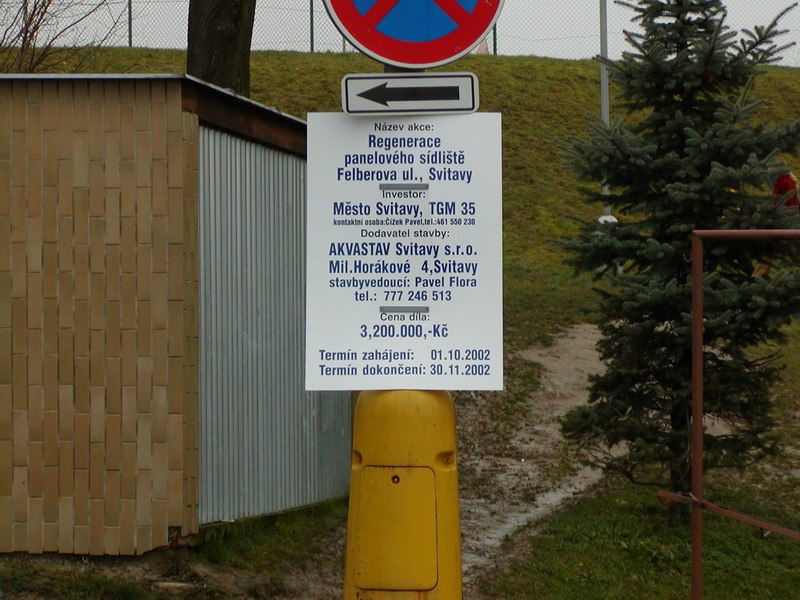 Název akce:
Regenerace
panelového sídliště
Felberova ul., Svitavy
Investor:
Město Svitavy, TGM 35
kontaktní osoba:Čížek Pavel,tel.:461 550 230
Dodavatel stavby:
AKVASTAV Svitavy s.r.o.
Mil.Horákové 4,Svitavy
stavbyvedoucí: Pavel Flora
tel.: 777 246 513
Cena díla:
3,200.000,-Kč
Termín zahájení: 01.10.2002
Termín dokončení: 30.11.2002